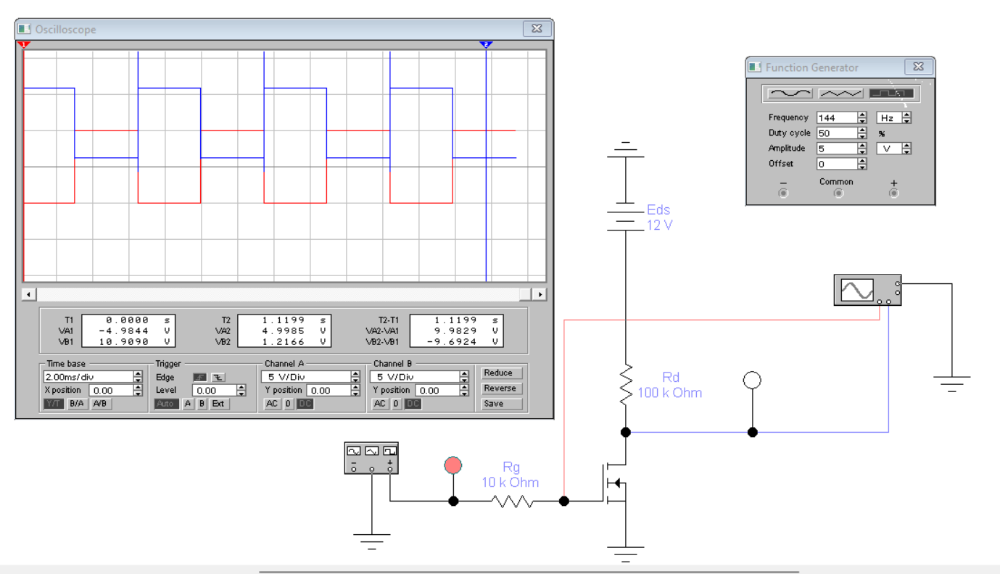 Oscilloscope
1
2
T1 0.0000 s
VA1 -4.9844 V
VB1 10.9090 V
T2 1.1199 s
VA2 4.9985 V
VB2 1.2166 V
T2-T1 1.1199 s
VA2-VA1 9.9829 V
VB2-VB1 -9.6924 V
Time base
2.00ms/div
X position 0.00
Y/T B/A A/B
Trigger
Edge
Level 0.00
Auto A B Ext
Channel A
5 V/Div
Y position 0.00
AC 0 DC
Channel B
5 V/Div
Y position 0.00
AC 0 DC
Reduce
Reverse
Save
Function Generator
Frequency 144 Hz
Duty cycle 50 %
Amplitude 5 V
Offset 0
− Common +
Eds
12 V
Rd
100 k Ohm
− +
Rg
10 k Ohm